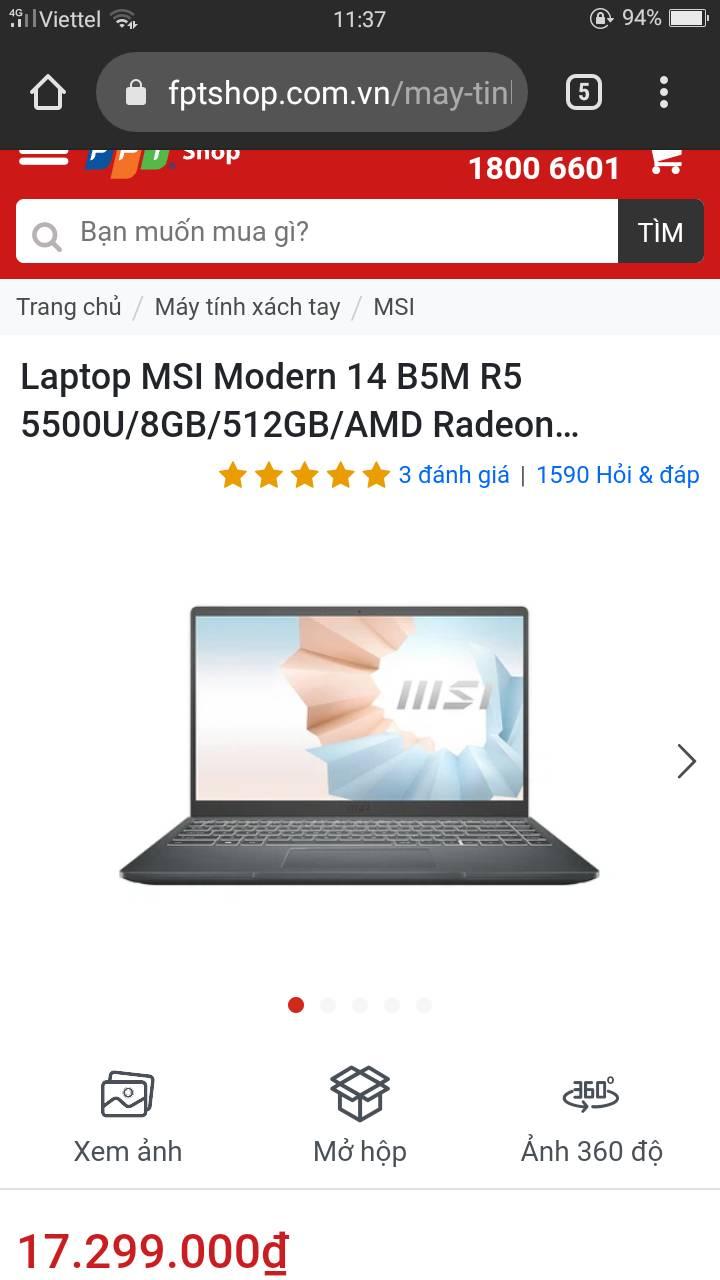 4G Viettel 11:37 94%
fptshop.com.vn/may-tin 5
FPT Shop 1800 6601
Bạn muốn mua gì? TÌM
Trang chủ / Máy tính xách tay / MSI
Laptop MSI Modern 14 B5M R5
5500U/8GB/512GB/AMD Radeon...
3 đánh giá | 1590 Hỏi & đáp
msi
360°
Xem ảnh Mở hộp Ảnh 360 độ
17.299.000₫